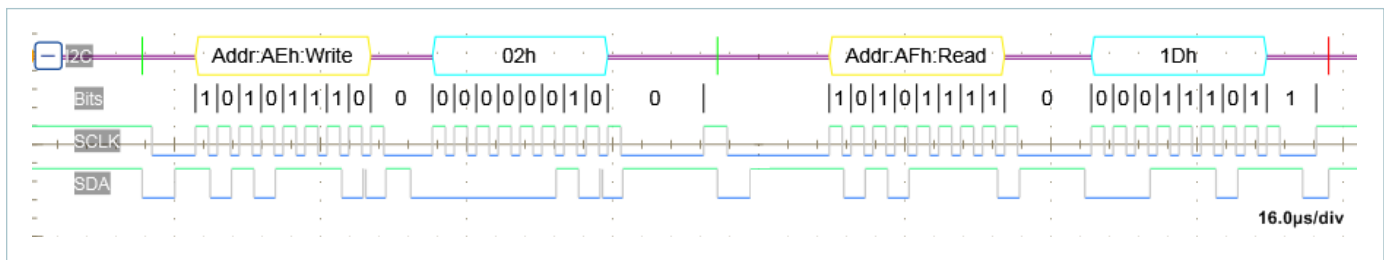 I2C Addr:AEh:Write 02h Addr:AFh:Read 1Dh
Bits |1|0|1|0|1|1|1|0| 0 |0|0|0|0|0|0|1|0| 0 | |1|0|1|0|1|1|1|1| 0 |0|0|0|1|1|1|0|1| 1 |
SCLK
SDA
16.0µs/div